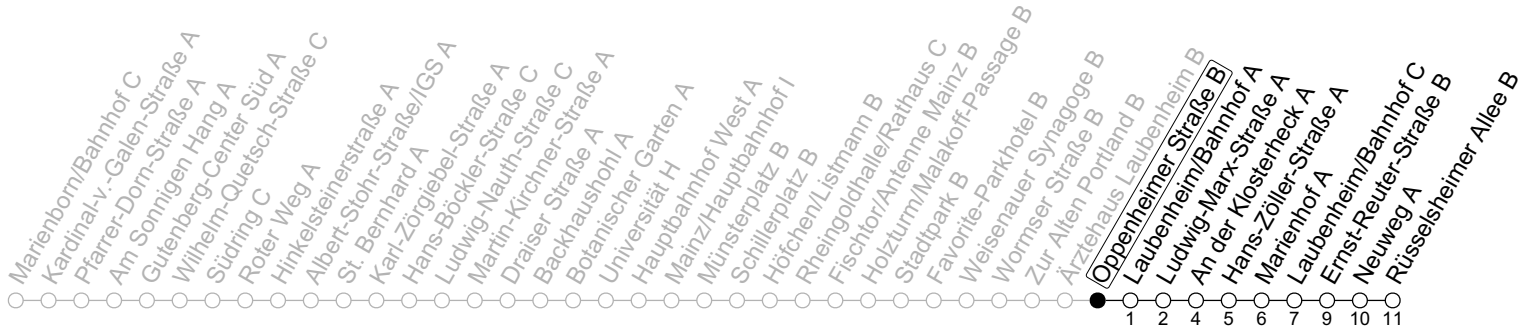 Marienborn/Bahnhof C
Kardinal-v.-Galen-Straße A
Pfarrer-Dorn-Straße A
Am Sonnigen Hang A
Gutenberg-Center Süd A
Wilhelm-Quetsch-Straße C
Südring C
Roter Weg A
Hinkelsteinerstraße A
Albert-Stohr-Straße/IGS A
St. Bernhard A
Karl-Zörgiebel-Straße A
Hans-Böckler-Straße C
Ludwig-Nauth-Straße C
Martin-Kirchner-Straße A
Draiser Straße A
Backhaushohl A
Botanischer Garten A
Universität H
Hauptbahnhof West A
Mainz/Hauptbahnhof I
Münsterplatz B
Schillerplatz B
Höfchen/Listmann B
Rheingoldhalle/Rathaus C
Fischtor/Antenne Mainz B
Holzturm/Malakoff-Passage B
Stadtpark B
Favorite-Parkhotel B
Weisenauer Synagoge B
Wormser Straße B
Zur Alten Portland B
Ärztehaus Laubenheim B
Oppenheimer Straße B
Laubenheim/Bahnhof A
Ludwig-Marx-Straße A
An der Klosterheck A
Hans-Zöller-Straße A
Marienhof A
Laubenheim/Bahnhof C
Ernst-Reuter-Straße B
Neuweg A
Rüsselsheimer Allee B
1 2 4 5 6 7 9 10 11